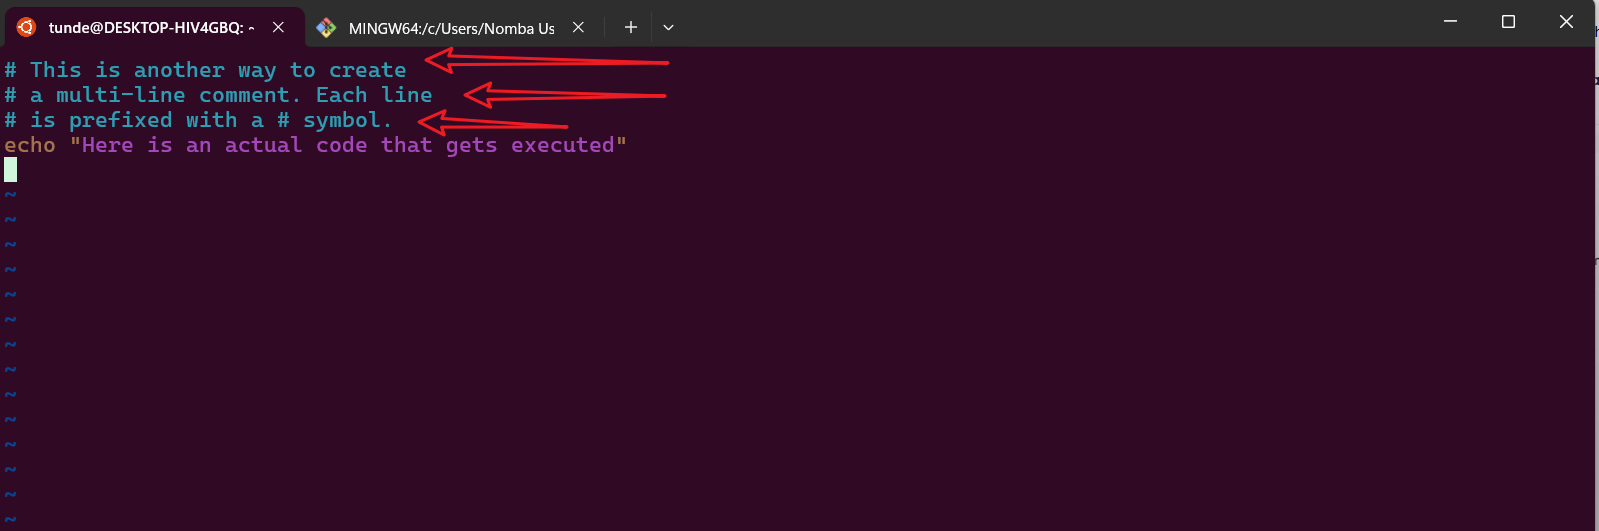 tunde@DESKTOP-HIV4GBQ: ~
MINGW64:/c/Users/Nomba Us
# This is another way to create
# a multi-line comment. Each line
# is prefixed with a # symbol.
echo "Here is an actual code that gets executed"
~
~
~
~
~
~
~
~
~
~
~
~
~
~